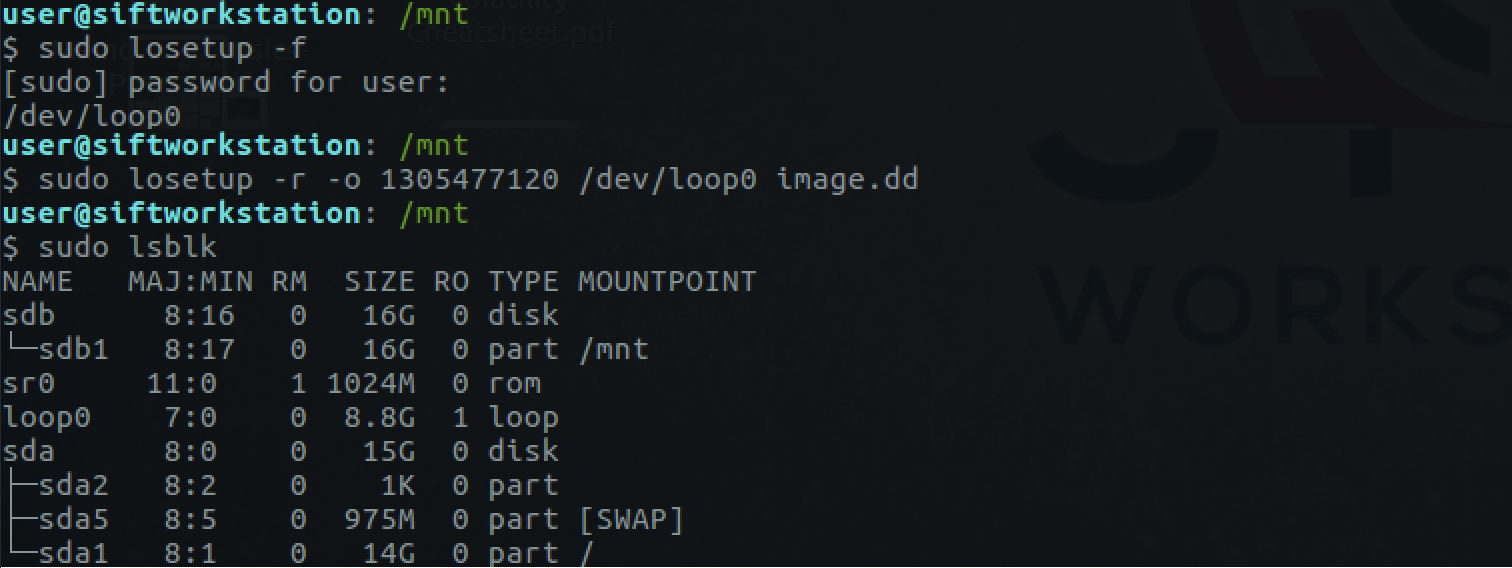 user@siftworkstation: /mnt
Cheatsheet.pdf
$ sudo losetup -f
[sudo] password for user:
/dev/loop0
user@siftworkstation: /mnt
$ sudo losetup -r -o 1305477120 /dev/loop0 image.dd
user@siftworkstation: /mnt
$ sudo lsblk
NAME   MAJ:MIN RM   SIZE RO TYPE MOUNTPOINT
sdb      8:16   0    16G  0 disk
└─sdb1   8:17   0    16G  0 part /mnt
sr0     11:0    1  1024M  0 rom
loop0    7:0    0   8.8G  1 loop
sda      8:0    0    15G  0 disk
├─sda2   8:2    0     1K  0 part
├─sda5   8:5    0   975M  0 part [SWAP]
└─sda1   8:1    0    14G  0 part /
WORKS